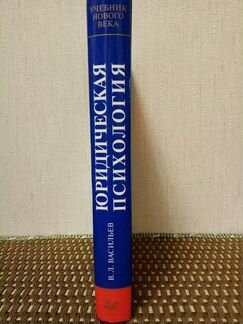 УЧЕБНИК
НОВОГО
ВЕКА
ЮРИДИЧЕСКАЯ
ПСИХОЛОГИЯ
В. Л. ВАСИЛЬЕВ